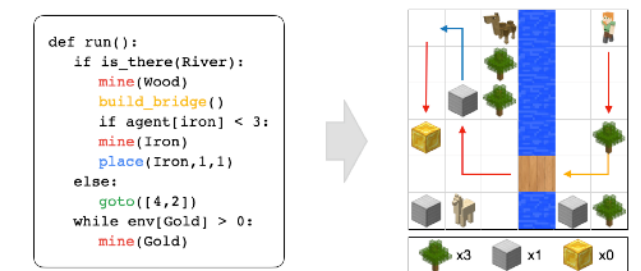 def run():
if is_there(River):
mine(Wood)
build_bridge()
if agent[iron] < 3:
mine(Iron)
place(Iron,1,1)
else:
goto([4,2])
while env[Gold] > 0:
mine(Gold)
x3 x1 x0